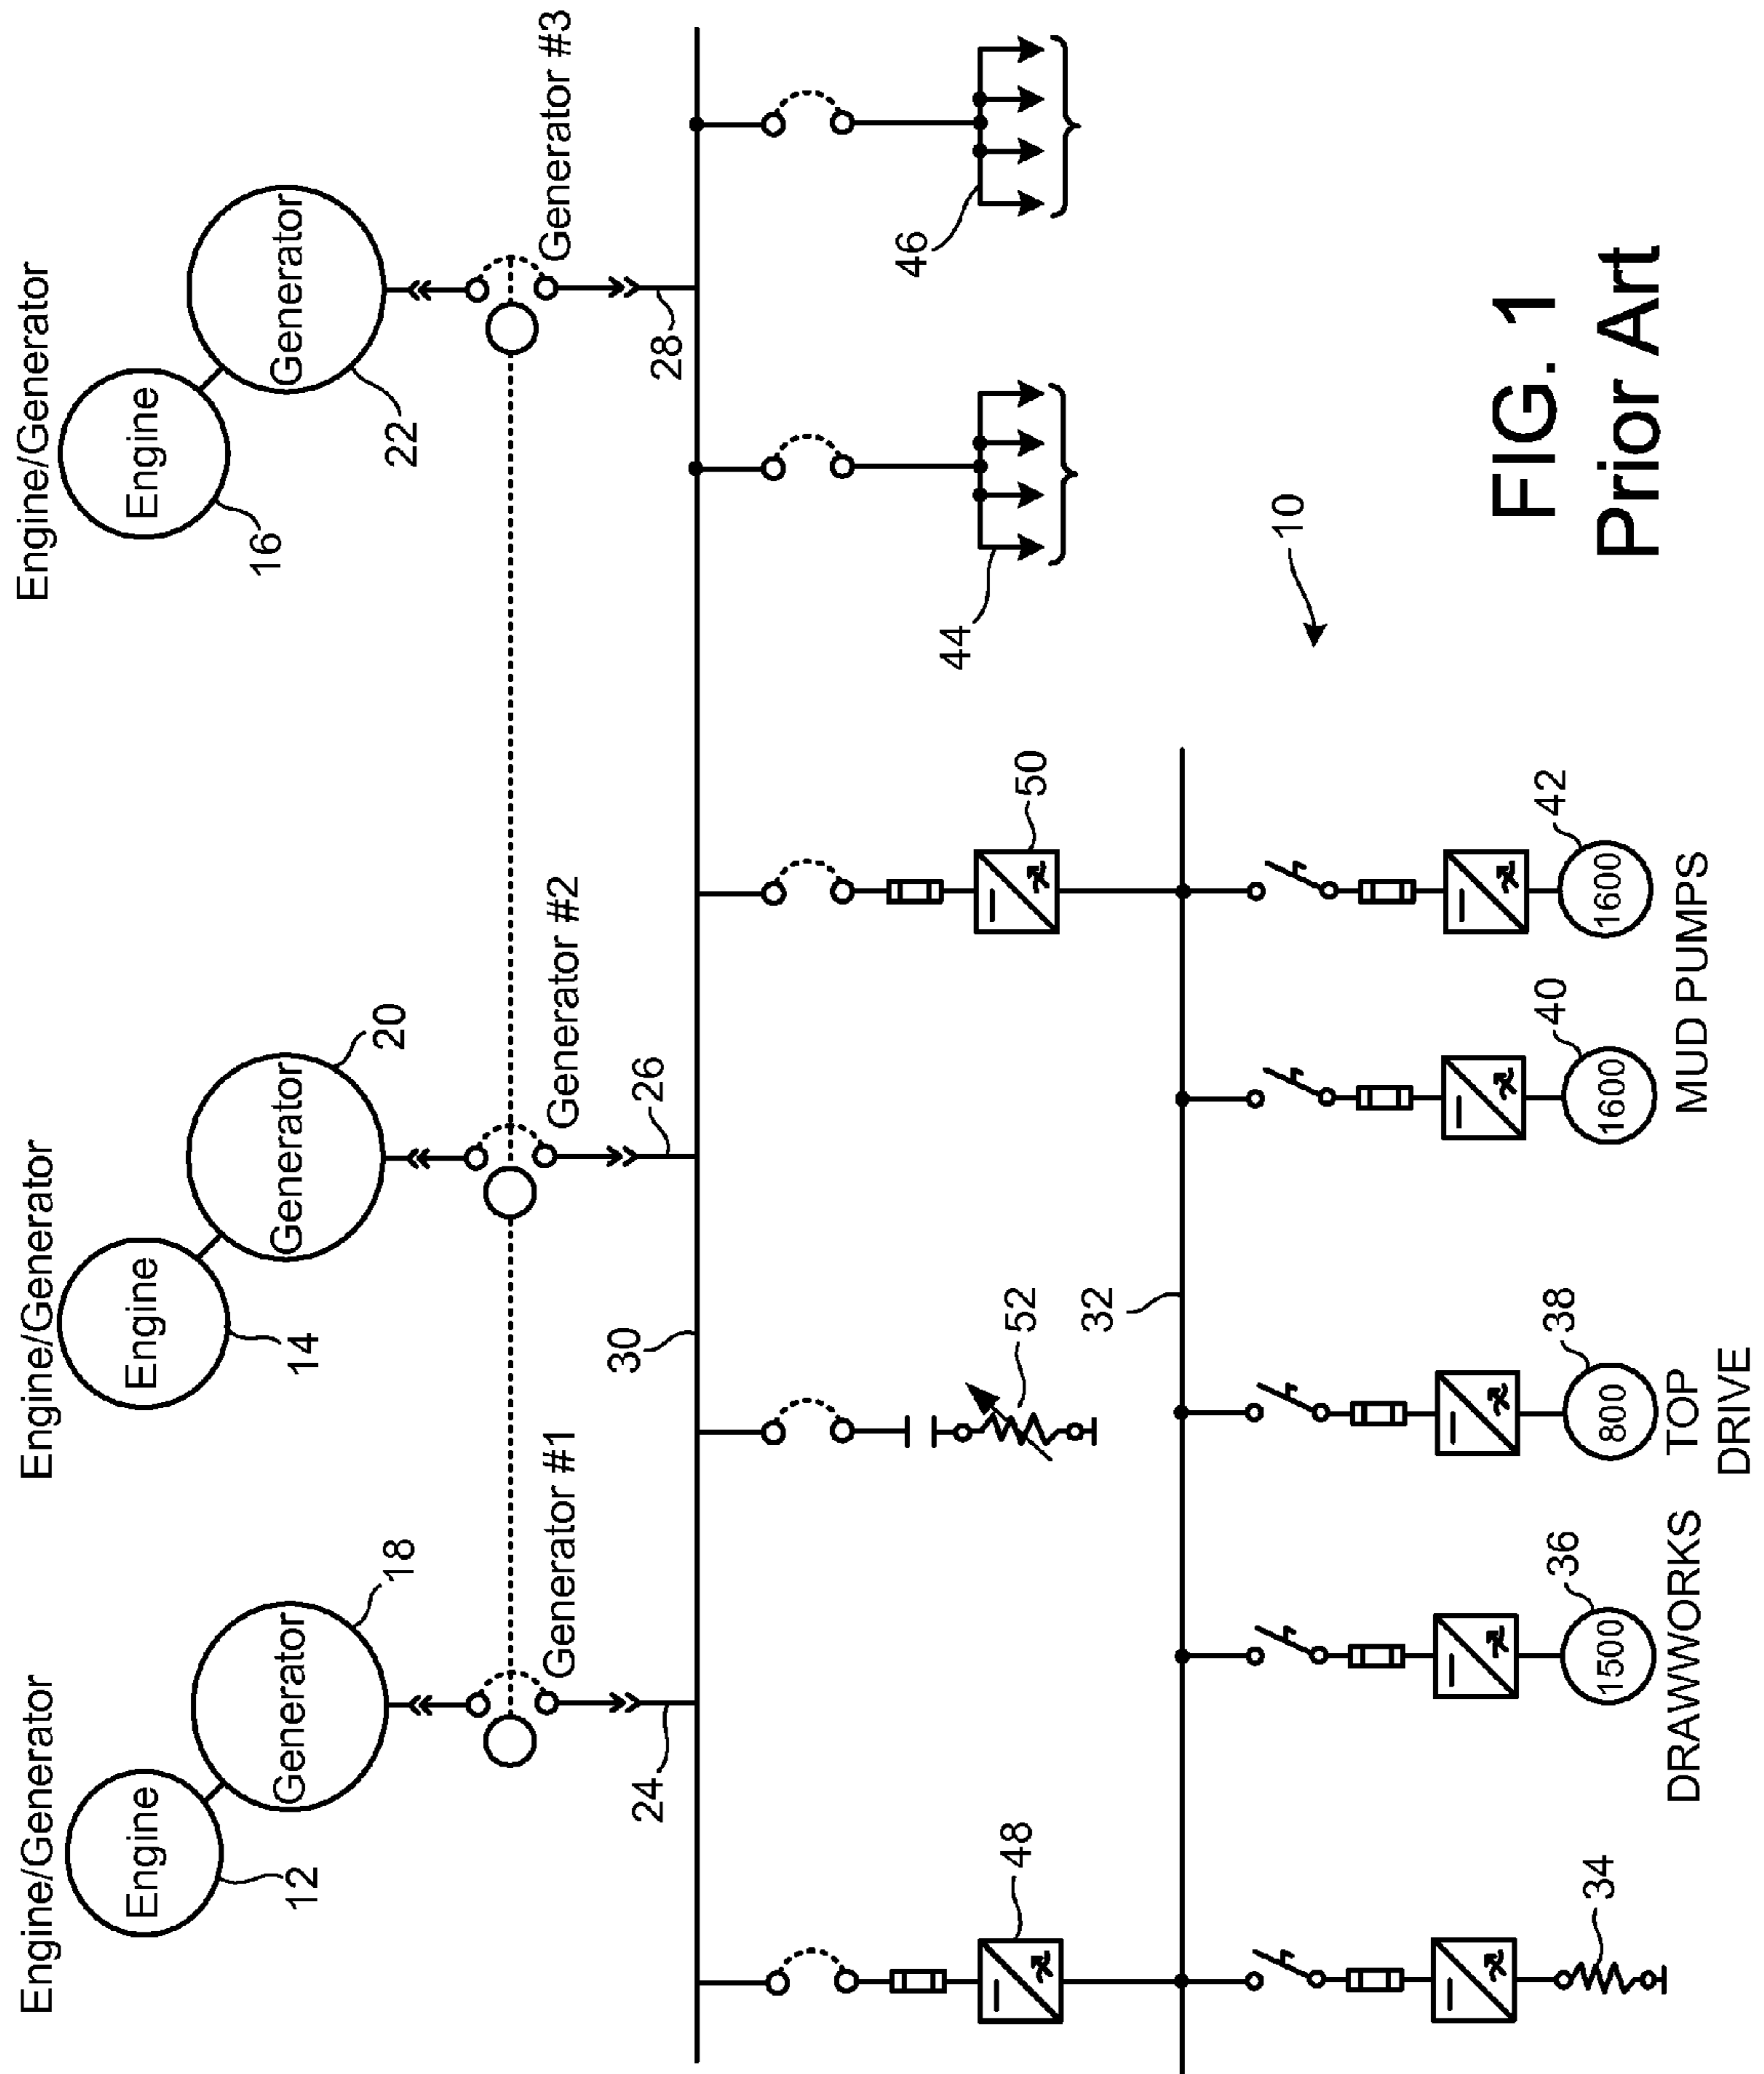 Engine/Generator
Engine/Generator
Engine/Generator
Engine
Generator
12
18
Engine
Generator
14
20
Engine
Generator
16
22
Generator #1
Generator #2
Generator #3
24
26
28
30
48
52
50
44
46
32
10
34
1500
36
800
38
1600
40
1600
42
DRAWWORKS
TOP
DRIVE
MUD PUMPS
FIG. 1
Prior Art